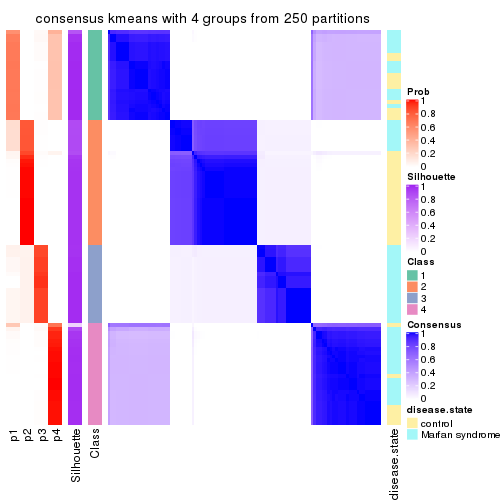 consensus kmeans with 4 groups from 250 partitions
Prob
1
0.8
0.6
0.4
0.2
0
Silhouette
1
0.8
0.6
0.4
0.2
0
Class
1
2
3
4
Consensus
1
0.8
0.6
0.4
0.2
0
disease.state
control
Marfan syndrome
p1
p2
p3
p4
Silhouette
Class
disease.state